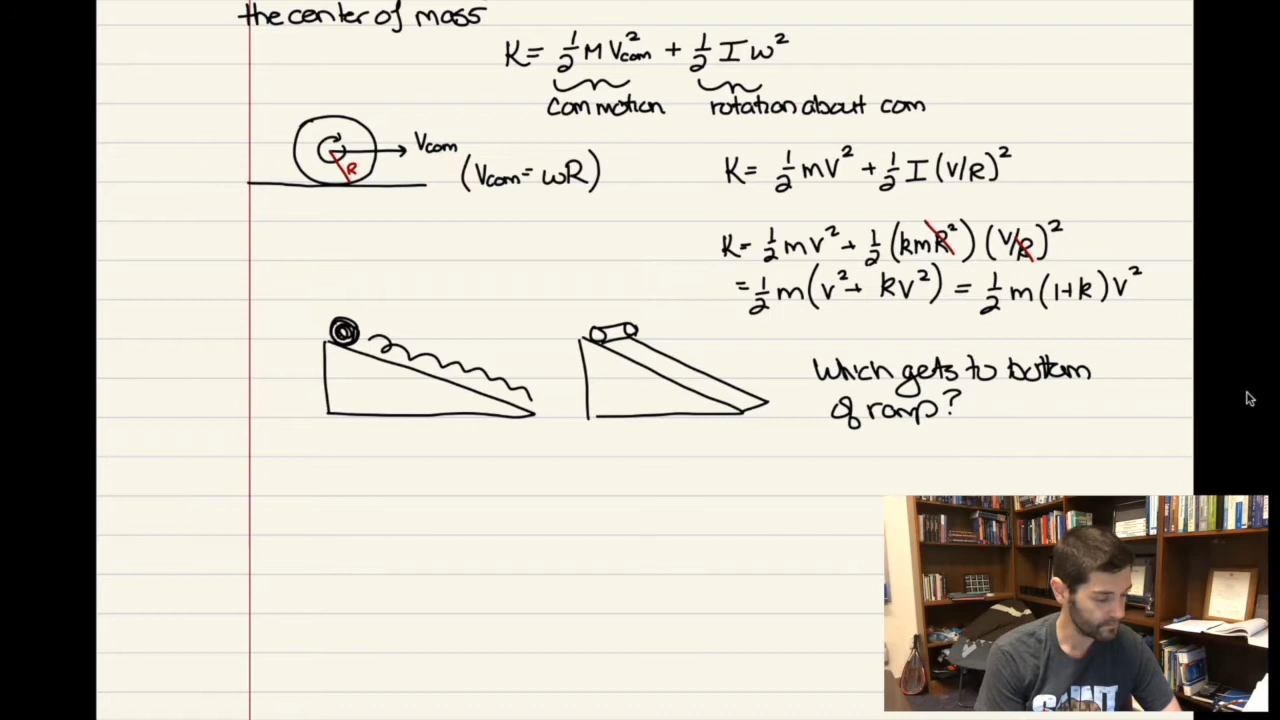 the center of mass
K = 1/2 M V²com + 1/2 I ω²
com motion rotation about com
Vcom
R
(Vcom = ωR)
K = 1/2 mv² + 1/2 I (v/R)²
K = 1/2 mv² + 1/2 (kmR²) (v/R)²
= 1/2 m(v² + kv²) = 1/2 m(1+k) v²
Which gets to bottom
of ramp?